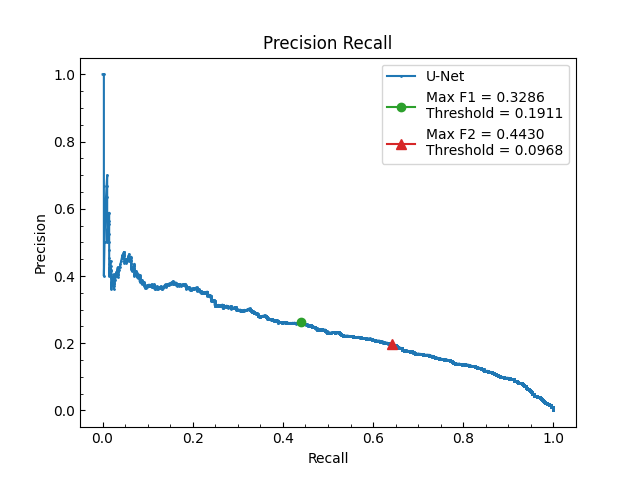 Precision Recall
1.0
0.8
0.6
0.4
0.2
0.0
Precision
U-Net
Max F1 = 0.3286
Threshold = 0.1911
Max F2 = 0.4430
Threshold = 0.0968
0.0 0.2 0.4 0.6 0.8 1.0
Recall